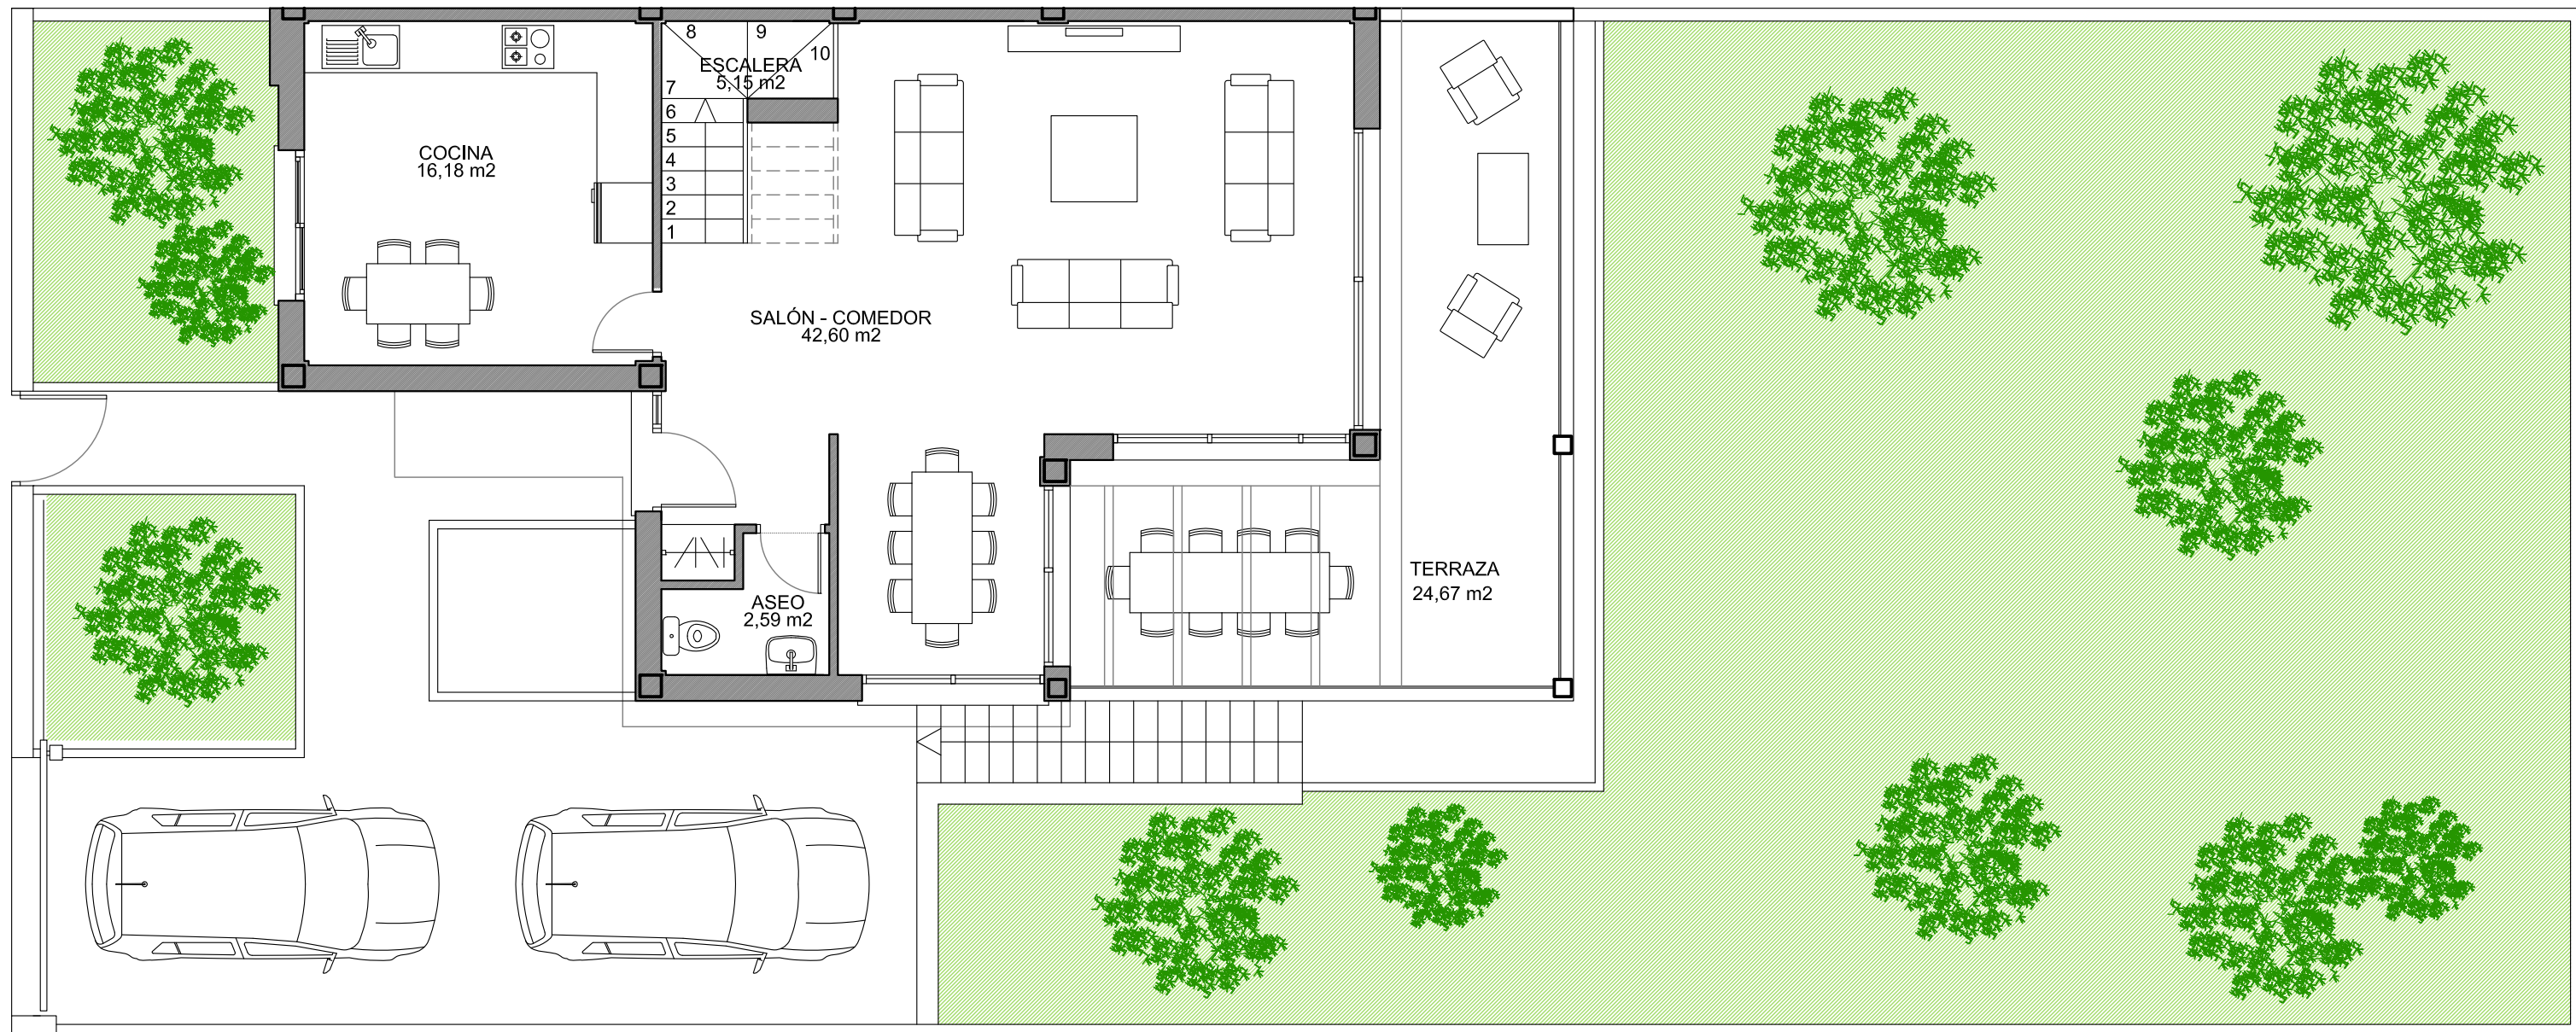 8
9
10
ESCALERA
5,15 m2
7
6
5
4
3
2
1
COCINA
16,18 m2
SALÓN - COMEDOR
42,60 m2
TERRAZA
24,67 m2
ASEO
2,59 m2